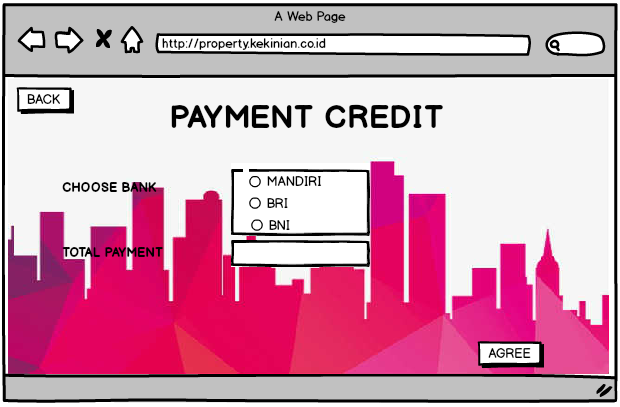 A Web Page
http://property.kekinian.co.id
BACK
PAYMENT CREDIT
CHOOSE BANK
MANDIRI
BRI
BNI
TOTAL PAYMENT
AGREE